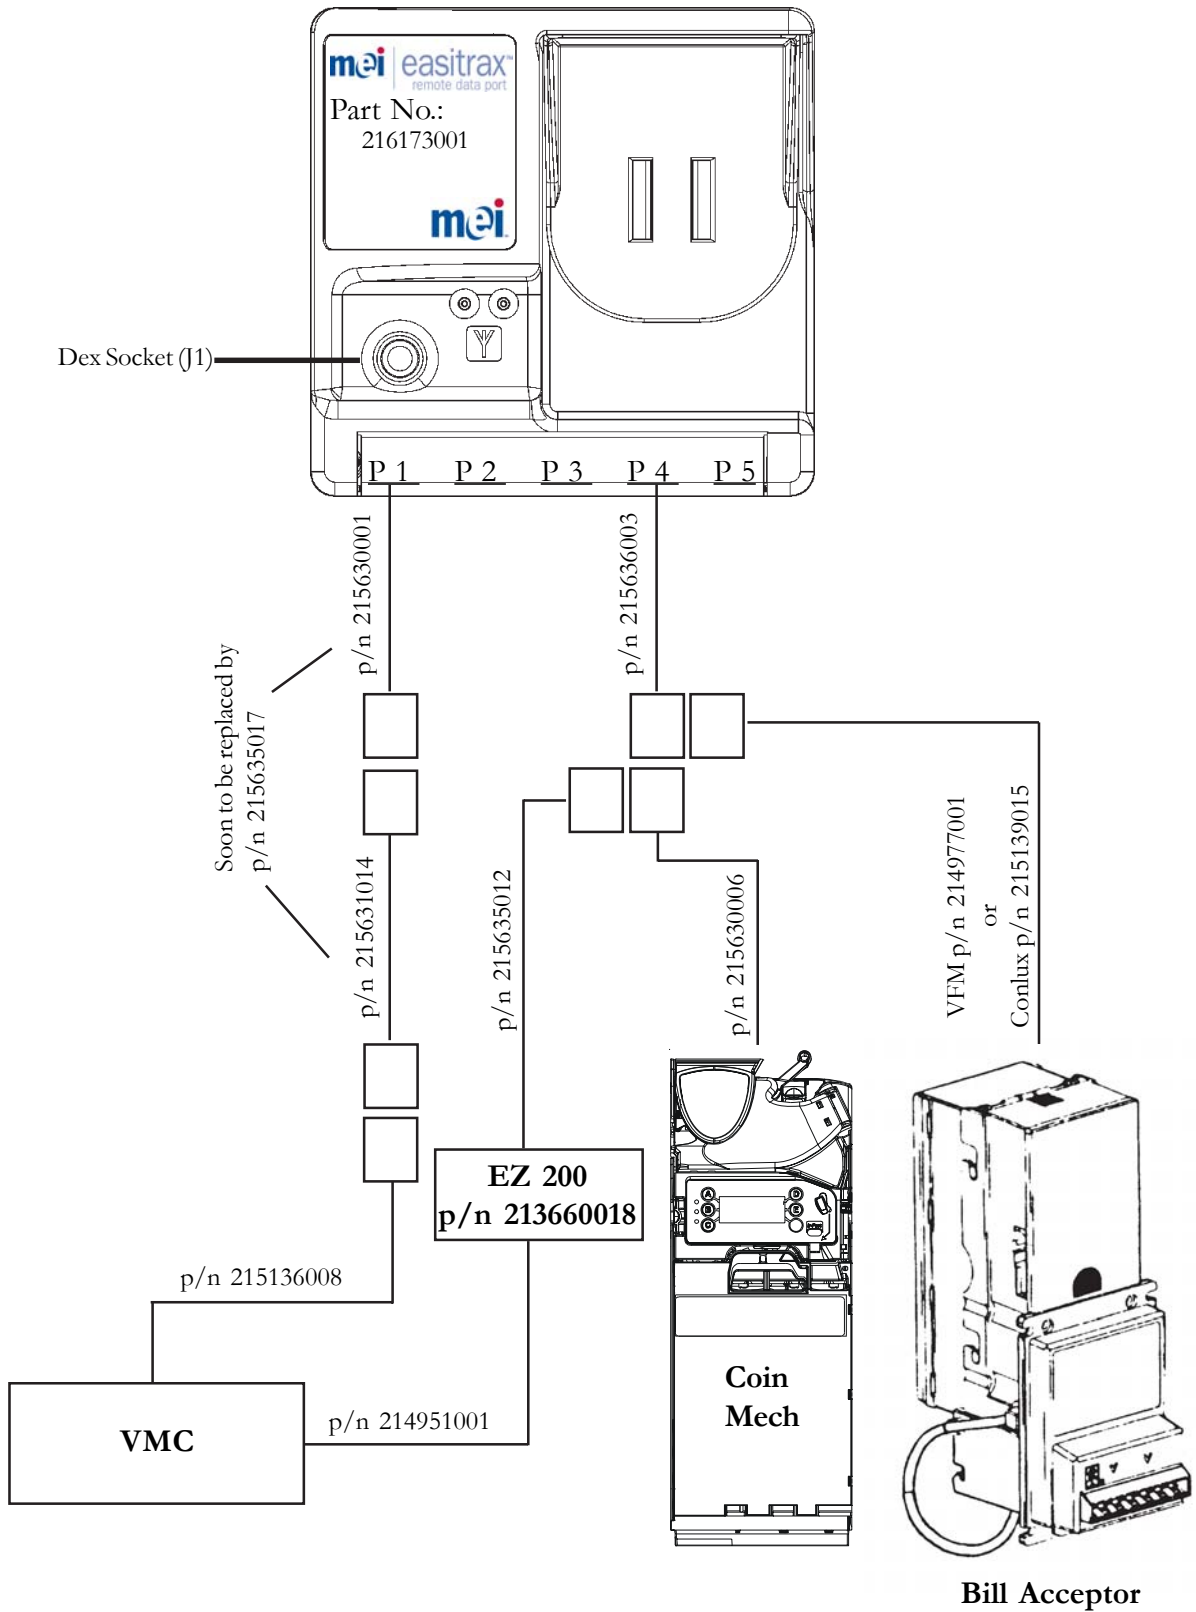 mei easitrax™
remote data port
Part No.:
216173001
mei
Dex Socket (J1)
P 1 P 2 P 3 P 4 P 5
p/n 215630001
p/n 215636003
Soon to be replaced by
p/n 215635017
p/n 215631014
p/n 215635012
p/n 215630006
VFM p/n 214977001
or
Conlux p/n 215139015
EZ 200
p/n 213660018
A
B
C
D
E
p/n 215136008
VMC
p/n 214951001
Coin
Mech
Bill Acceptor